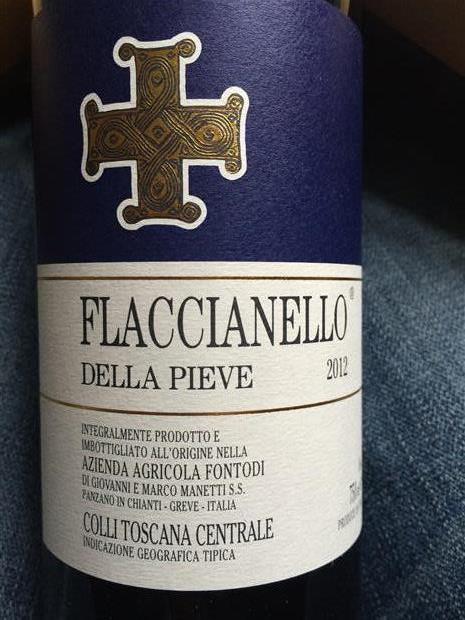 FLACCIANELLO®
DELLA PIEVE 2012
INTEGRALMENTE PRODOTTO E
IMBOTTIGLIATO ALL'ORIGINE NELLA
AZIENDA AGRICOLA FONTODI
DI GIOVANNI E MARCO MANETTI S.S.
PANZANO IN CHIANTI - GREVE - ITALIA
COLLI TOSCANA CENTRALE
INDICAZIONE GEOGRAFICA TIPICA